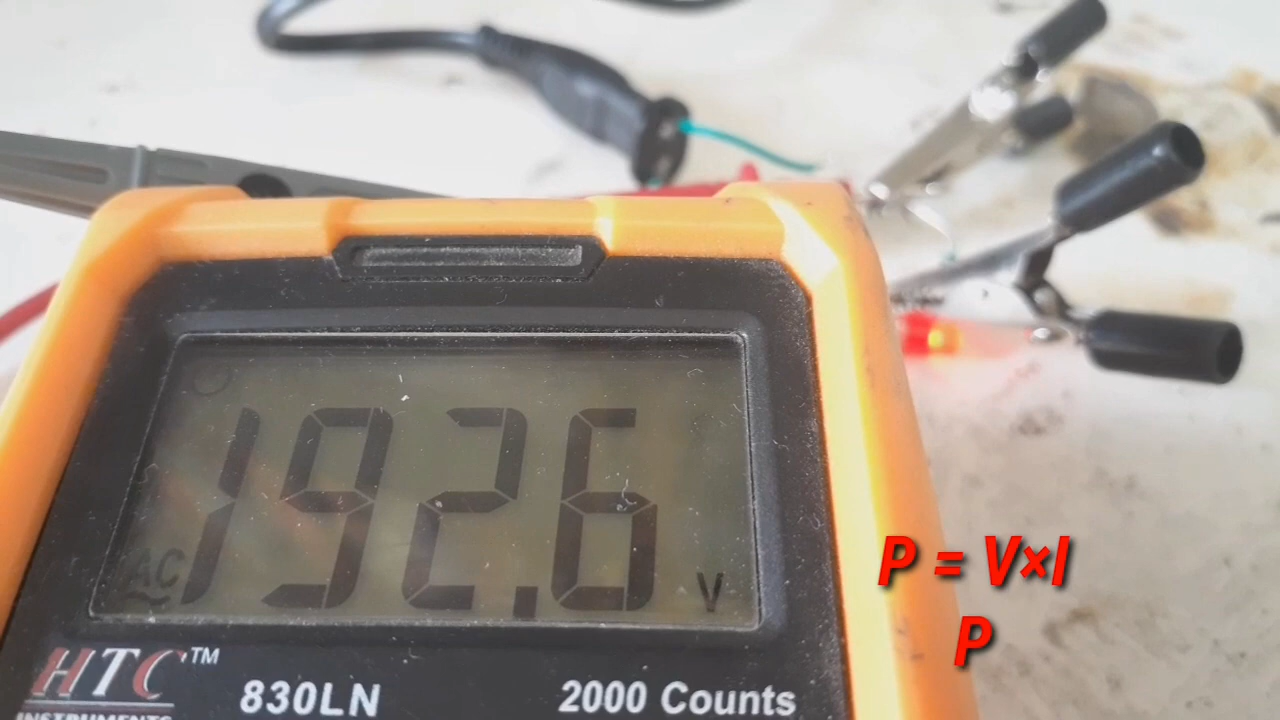 192.6
AC
V
HTC™
INSTRUMENTS
830LN
2000 Counts
P = V×I
P